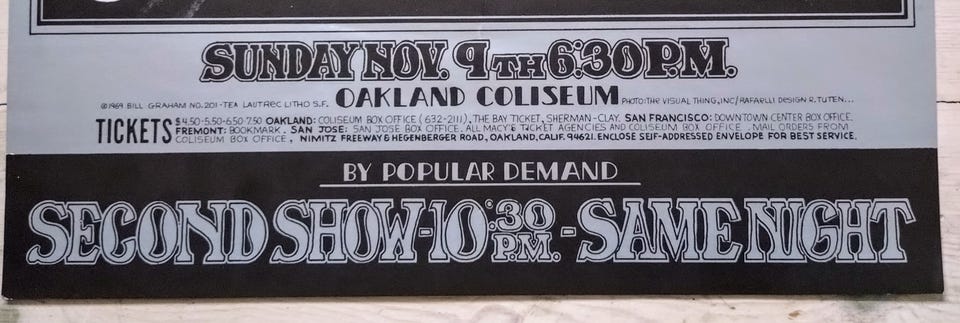 SUNDAY NOV. 9TH 6:30 P.M.
©1969 BILL GRAHAM NO. 201-TEA LAUTREC LITHO S.F. OAKLAND COLISEUM PHOTO: THE VISUAL THING, INC/RAFAELLI DESIGN R. TUTEN...
TICKETS $4.50-5.50-6.50 7.50 OAKLAND: COLISEUM BOX OFFICE (632-2111), THE BAY TICKET, SHERMAN-CLAY. SAN FRANCISCO: DOWNTOWN CENTER BOX OFFICE.
FREMONT: BOOKMARK. SAN JOSE: SAN JOSE BOX OFFICE. ALL MACY'S TICKET AGENCIES AND COLISEUM BOX OFFICE. MAIL ORDERS FROM
COLISEUM BOX OFFICE, NIMITZ FREEWAY & HEGENBERGER ROAD, OAKLAND, CALIF. 94621. ENCLOSE SELF-ADDRESSED ENVELOPE FOR BEST SERVICE.
BY POPULAR DEMAND
SECOND SHOW-10:30 P.M.-SAME NIGHT